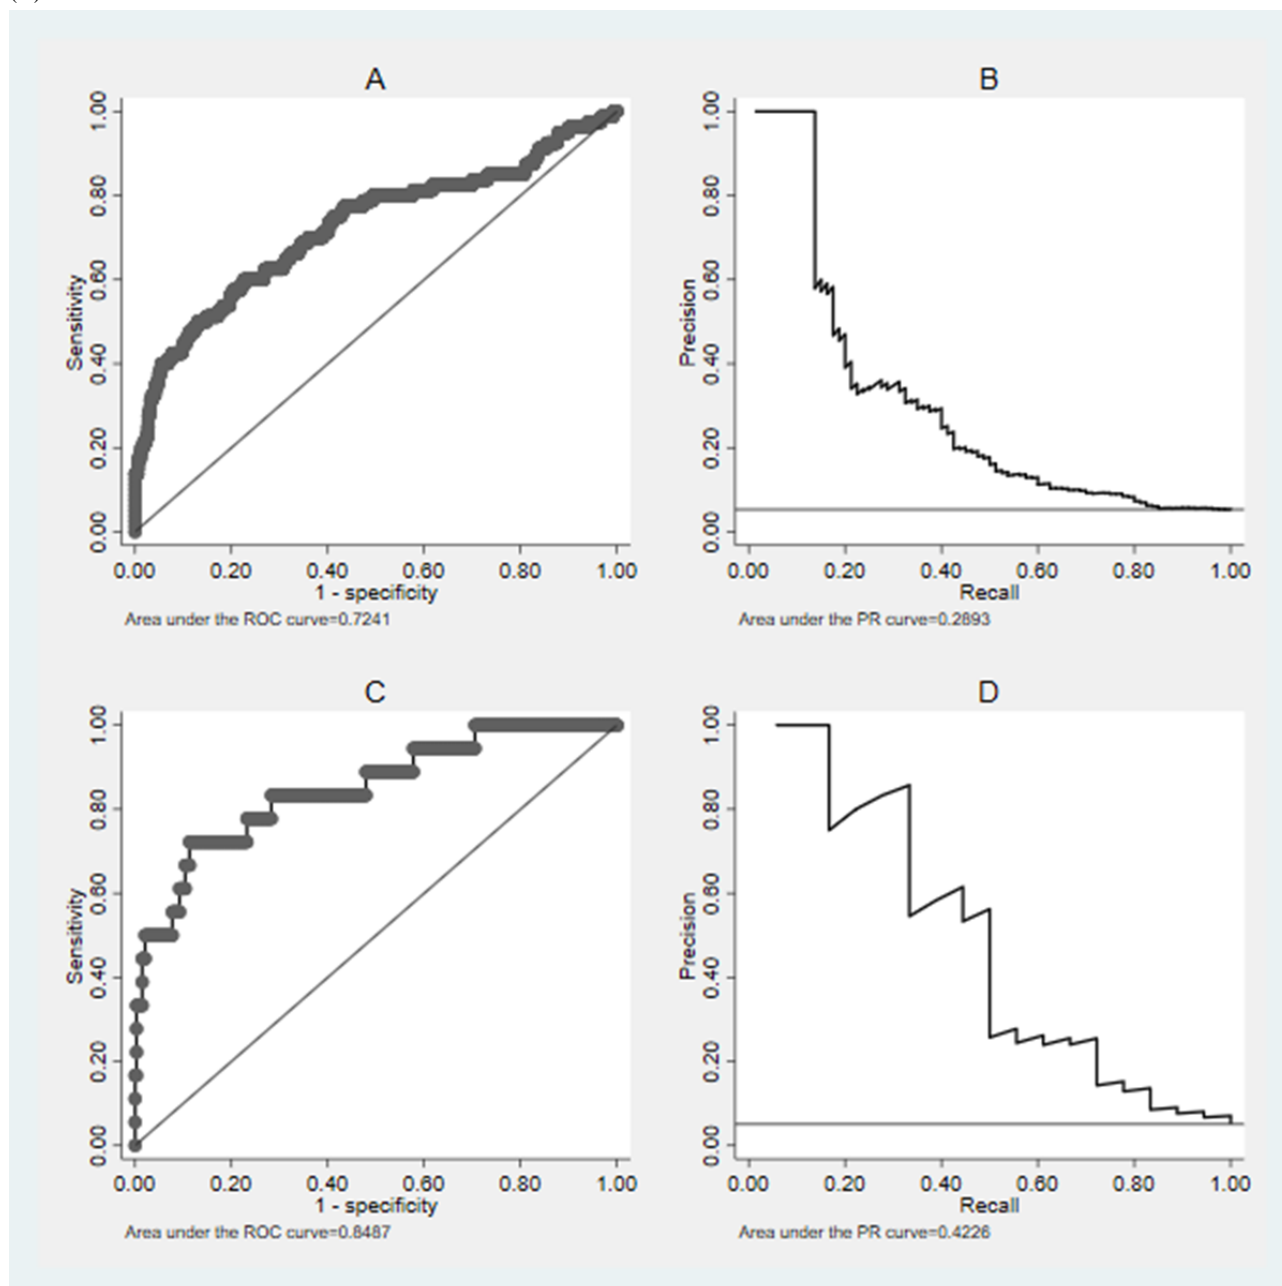 A
1.00
0.80
0.60
0.40
0.20
0.00
Sensitivity
0.00 0.20 0.40 0.60 0.80 1.00
1 - specificity
Area under the ROC curve=0.7241
B
1.00
0.80
0.60
0.40
0.20
0.00
Precision
0.00 0.20 0.40 0.60 0.80 1.00
Recall
Area under the PR curve=0.2893
C
1.00
0.80
0.60
0.40
0.20
0.00
Sensitivity
0.00 0.20 0.40 0.60 0.80 1.00
1 - specificity
Area under the ROC curve=0.8487
D
1.00
0.80
0.60
0.40
0.20
0.00
Precision
0.00 0.20 0.40 0.60 0.80 1.00
Recall
Area under the PR curve=0.4226